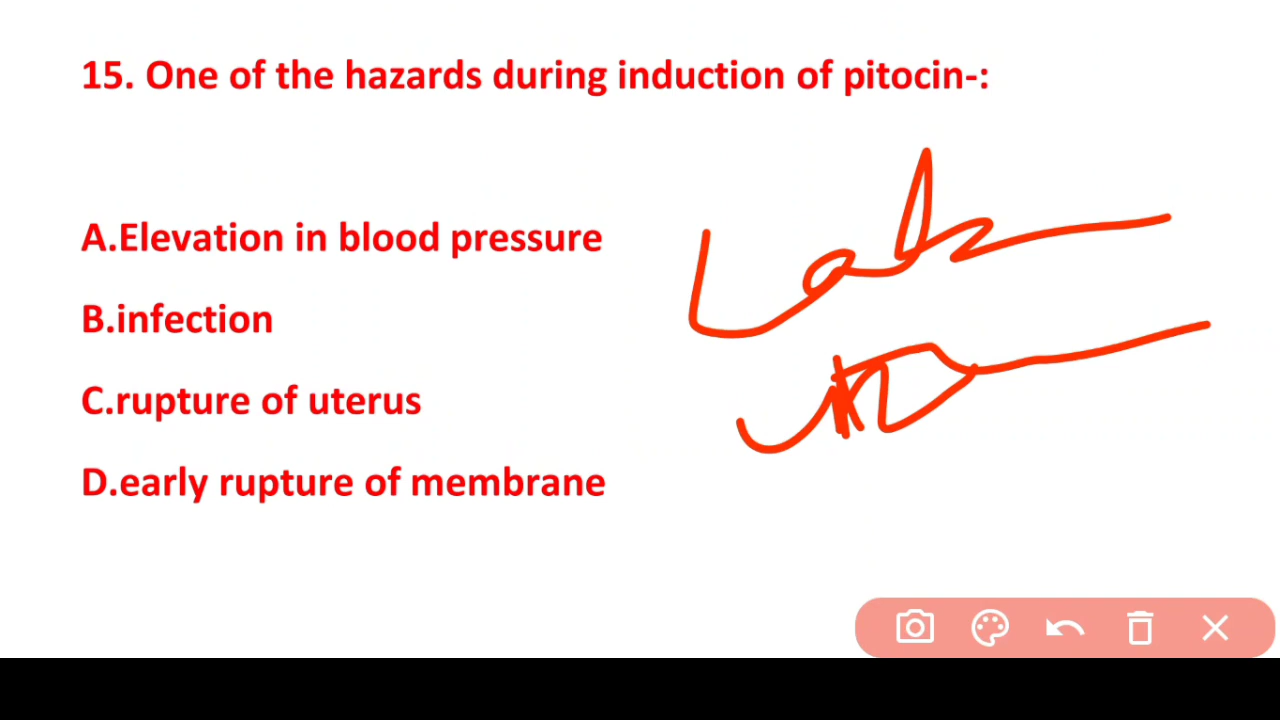 15. One of the hazards during induction of pitocin-:
A.Elevation in blood pressure
B.infection
C.rupture of uterus
D.early rupture of membrane